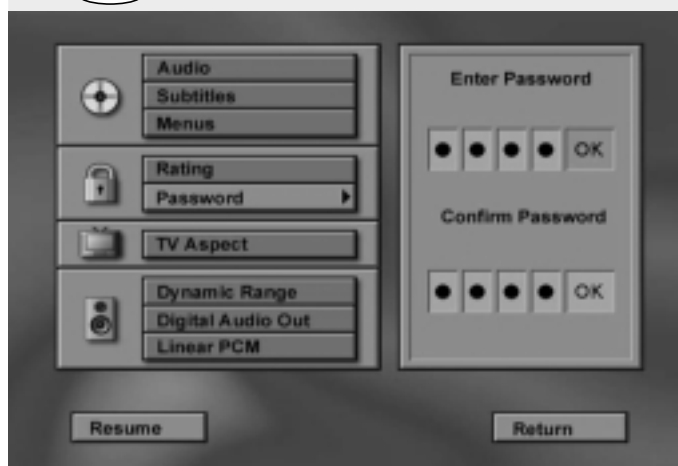 Audio
Subtitles
Menus
Rating
Password
TV Aspect
Dynamic Range
Digital Audio Out
Linear PCM
Enter Password
OK
Confirm Password
OK
Resume
Return